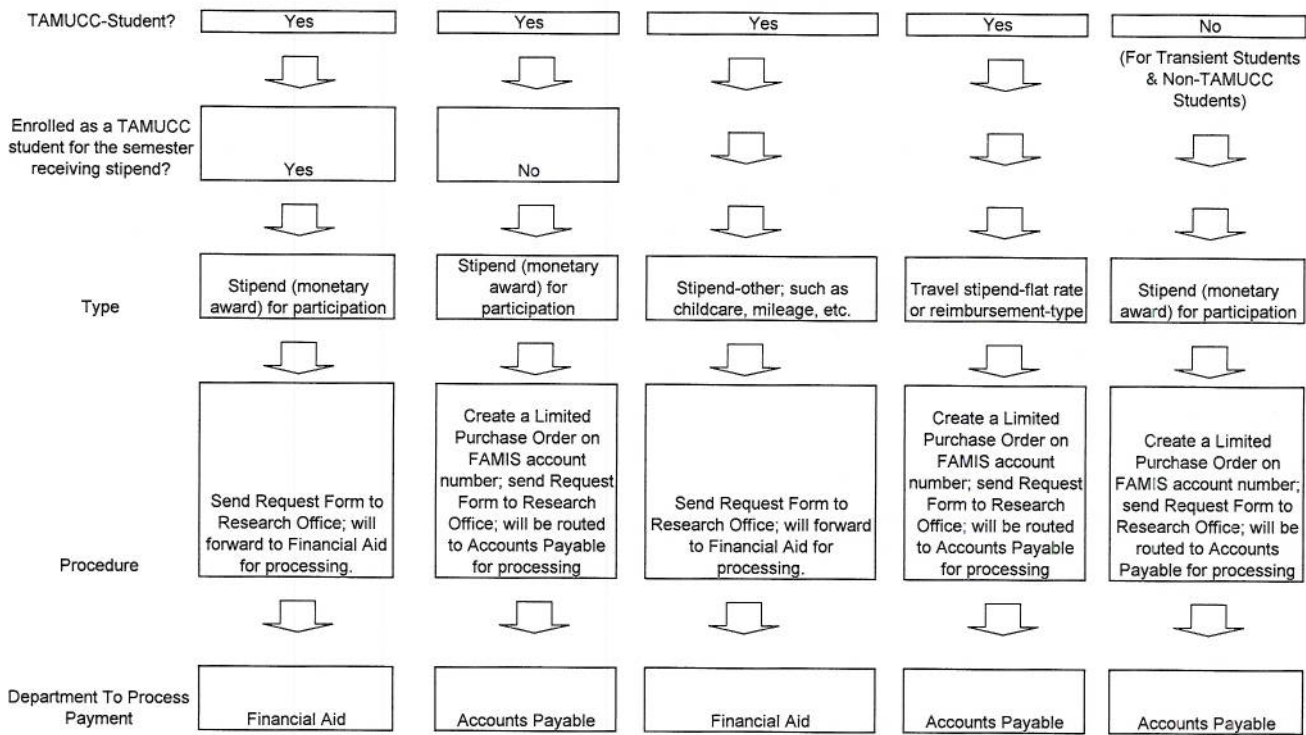 TAMUCC-Student?
Yes
Yes
Yes
Yes
No
(For Transient Students
& Non-TAMUCC
Students)
Enrolled as a TAMUCC
student for the semester
receiving stipend?
Yes
No
Type
Stipend (monetary
award) for participation
Stipend (monetary
award) for
participation
Stipend-other; such as
childcare, mileage, etc.
Travel stipend-flat rate
or reimbursement-type
Stipend (monetary
award) for participation
Procedure
Send Request Form to
Research Office; will
forward to Financial Aid
for processing.
Create a Limited
Purchase Order on
FAMIS account
number; send Request
Form to Research
Office; will be routed
to Accounts Payable
for processing
Send Request Form to
Research Office; will forward
to Financial Aid for
processing.
Create a Limited
Purchase Order on
FAMIS account
number; send Request
Form to Research
Office; will be routed
to Accounts Payable
for processing
Create a Limited
Purchase Order on
FAMIS account number;
send Request Form to
Research Office; will be
routed to Accounts
Payable for processing
Department To Process
Payment
Financial Aid
Accounts Payable
Financial Aid
Accounts Payable
Accounts Payable